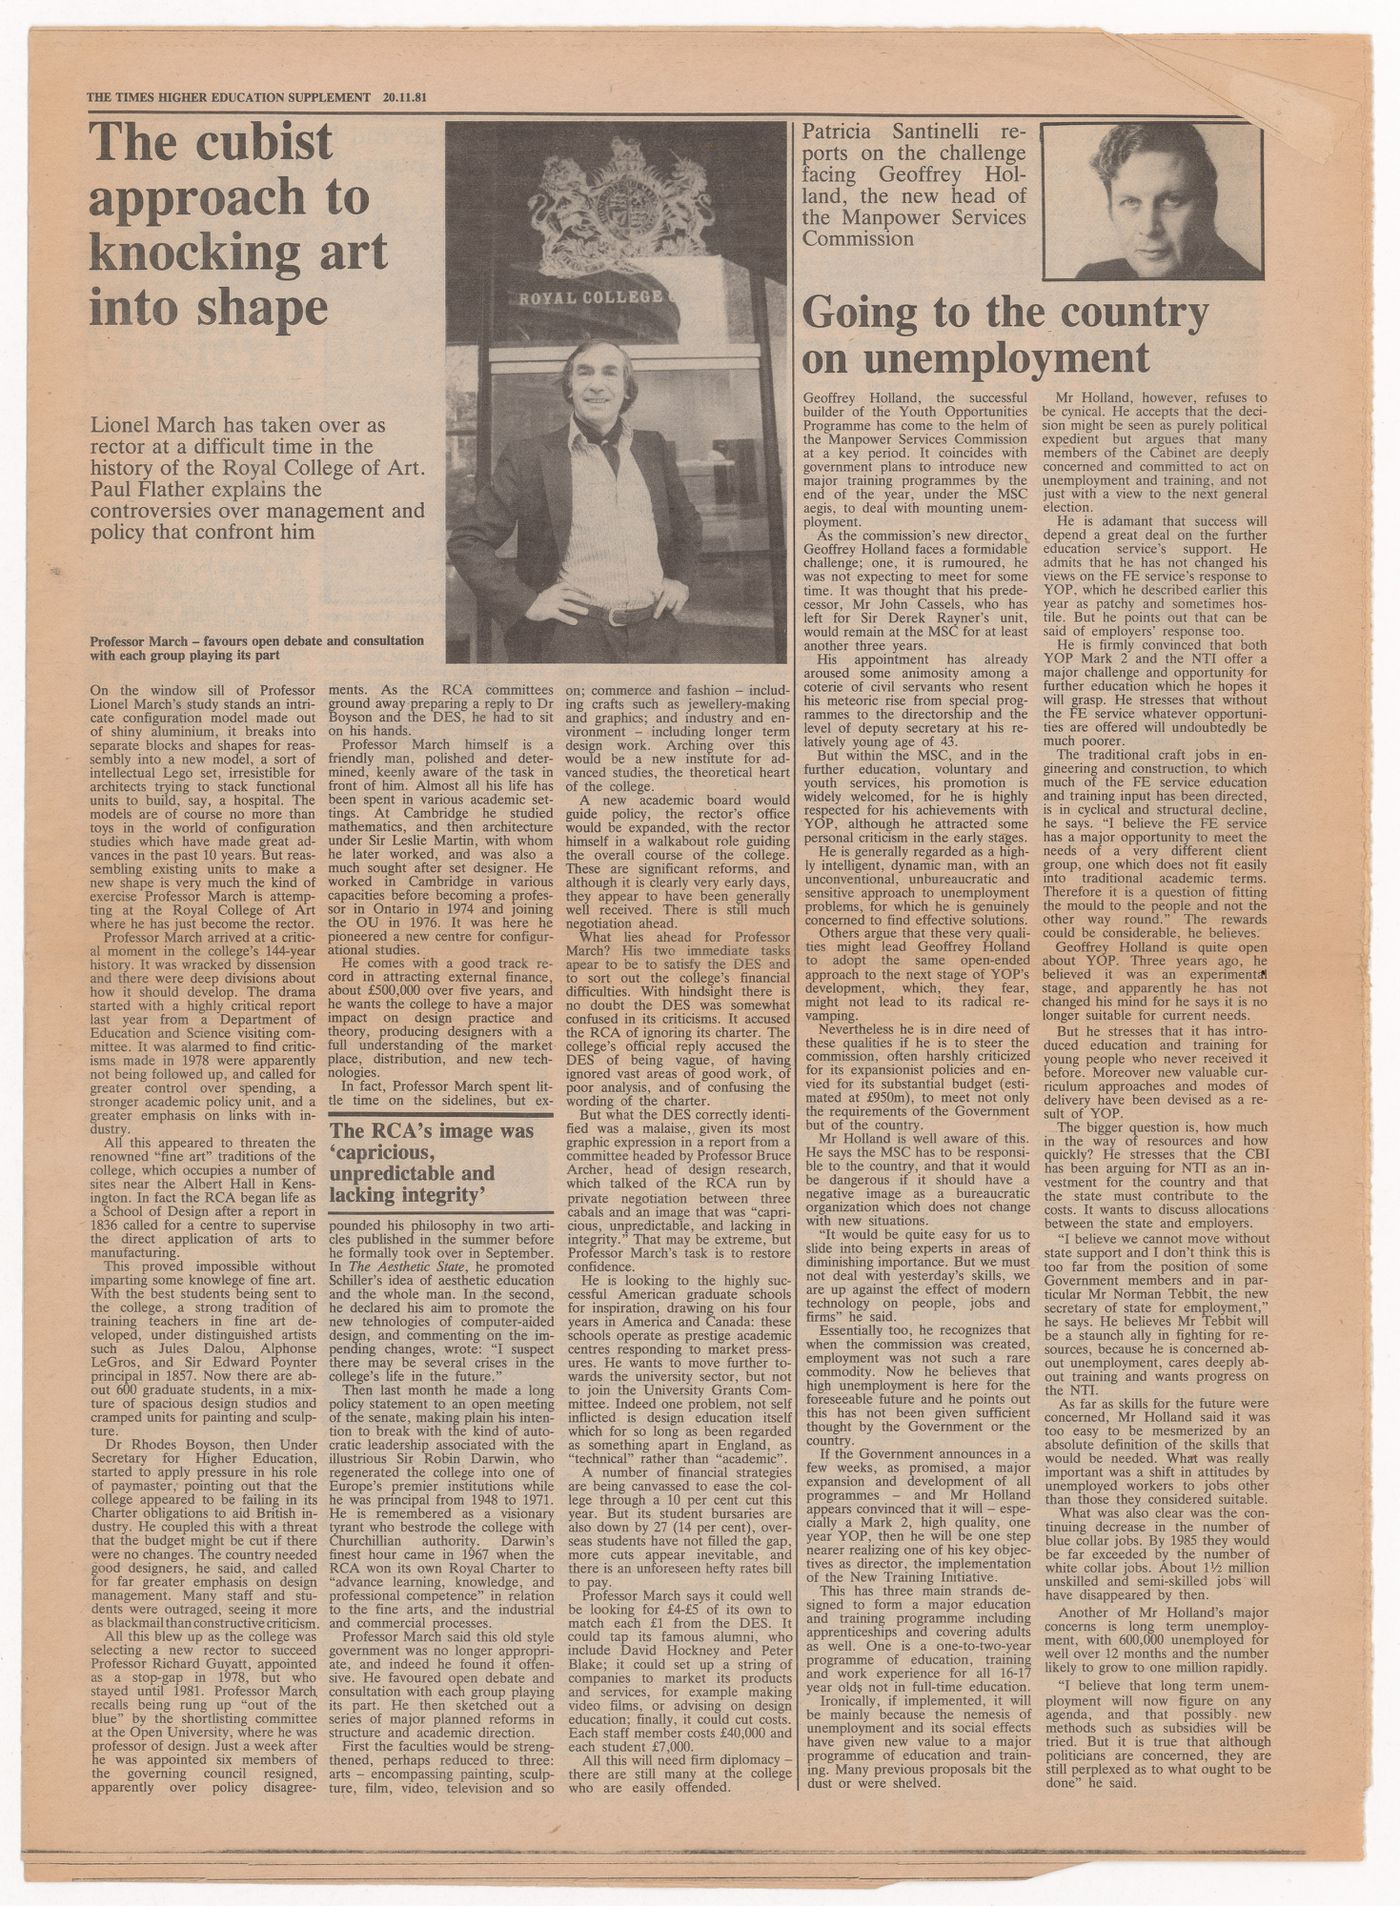 THE TIMES HIGHER EDUCATION SUPPLEMENT 20.11.81
The cubist
approach to
knocking art
into shape
Lionel March has taken over as
rector at a difficult time in the
history of the Royal College of Art.
Paul Flather explains the
controversies over management and
policy that confront him
ROYAL COLLEGE
Professor March – favours open debate and consultation
with each group playing its part
On the window sill of Professor
Lionel March's study stands an intri-
cate configuration model made out
of shiny aluminium, it breaks into
separate blocks and shapes for reas-
sembly into a new model, a sort of
intellectual Lego set, irresistible for
architects trying to stack functional
units to build, say, a hospital. The
models are of course no more than
toys in the world of configuration
studies which have made great ad-
vances in the past 10 years. But reas-
sembling existing units to make a
new shape is very much the kind of
exercise Professor March is attemp-
ting at the Royal College of Art
where he has just become the rector.
Professor March arrived at a critic-
al moment in the college's 144-year
history. It was wracked by dissension
and there were deep divisions about
how it should develop. The drama
started with a highly critical report
last year from a Department of
Education and Science visiting com-
mittee. It was alarmed to find critic-
isms made in 1978 were apparently
not being followed up, and called for
greater control over spending, a
stronger academic policy unit, and a
greater emphasis on links with in-
dustry.
All this appeared to threaten the
renowned “fine art” traditions of the
college, which occupies a number of
sites near the Albert Hall in Kens-
ington. In fact the RCA began life as
a School of Design after a report in
1836 called for a centre to supervise
the direct application of arts to
manufacturing.
This proved impossible without
imparting some knowlege of fine art.
With the best students being sent to
the college, a strong tradition of
training teachers in fine art de-
veloped, under distinguished artists
such as Jules Dalou, Alphonse
LeGros, and Sir Edward Poynter
principal in 1857. Now there are ab-
out 600 graduate students, in a mix-
ture of spacious design studios and
cramped units for painting and sculp-
ture.
Dr Rhodes Boyson, then Under
Secretary for Higher Education,
started to apply pressure in his role
of paymaster, pointing out that the
college appeared to be failing in its
Charter obligations to aid British in-
dustry. He coupled this with a threat
that the budget might be cut if there
were no changes. The country needed
good designers, he said, and called
for far greater emphasis on design
management. Many staff and stu-
dents were outraged, seeing it more
as blackmail than constructive criticism.
All this blew up as the college was
selecting a new rector to succeed
Professor Richard Guyatt, appointed
as a stop-gap in 1978, but who
stayed until 1981. Professor March
recalls being rung up “out of the
blue” by the shortlisting committee
at the Open University, where he was
professor of design. Just a week after
he was appointed six members of
the governing council resigned,
apparently over policy disagree-
ments. As the RCA committees
ground away preparing a reply to Dr
Boyson and the DES, he had to sit
on his hands.
Professor March himself is a
friendly man, polished and deter-
mined, keenly aware of the task in
front of him. Almost all his life has
been spent in various academic set-
tings. At Cambridge he studied
mathematics, and then architecture
under Sir Leslie Martin, with whom
he later worked, and was also a
much sought after set designer. He
worked in Cambridge in various
capacities before becoming a profes-
sor in Ontario in 1974 and joining
the OU in 1976. It was here he
pioneered a new centre for configur-
ational studies.
He comes with a good track re-
cord in attracting external finance,
about £500,000 over five years, and
he wants the college to have a major
impact on design practice and
theory, producing designers with a
full understanding of the market
place, distribution, and new tech-
nologies.
In fact, Professor March spent lit-
tle time on the sidelines, but ex-
The RCA's image was
‘capricious,
unpredictable and
lacking integrity’
pounded his philosophy in two arti-
cles published in the summer before
he formally took over in September.
In The Aesthetic State, he promoted
Schiller's idea of aesthetic education
and the whole man. In the second,
he declared his aim to promote the
new tehnologies of computer-aided
design, and commenting on the im-
pending changes, wrote: “I suspect
there may be several crises in the
college's life in the future.”
Then last month he made a long
policy statement to an open meeting
of the senate, making plain his inten-
tion to break with the kind of auto-
cratic leadership associated with the
illustrious Sir Robin Darwin, who
regenerated the college into one of
Europe's premier institutions while
he was principal from 1948 to 1971.
He is remembered as a visionary
tyrant who bestrode the college with
Churchillian authority. Darwin's
finest hour came in 1967 when the
RCA won its own Royal Charter to
“advance learning, knowledge, and
professional competence” in relation
to the fine arts, and the industrial
and commercial processes.
Professor March said this old style
government was no longer appropri-
ate, and indeed he found it offen-
sive. He favoured open debate and
consultation with each group playing
its part. He then sketched out a
series of major planned reforms in
structure and academic direction.
First the faculties would be streng-
thened, perhaps reduced to three:
arts – encompassing painting, sculp-
ture, film, video, television and so
on; commerce and fashion – includ-
ing crafts such as jewellery-making
and graphics; and industry and en-
vironment – including longer term
design work. Arching over this
would be a new institute for ad-
vanced studies, the theoretical heart
of the college.
A new academic board would
guide policy, the rector's office
would be expanded, with the rector
himself in a walkabout role guiding
the overall course of the college.
These are significant reforms, and
although it is clearly very early days,
they appear to have been generally
well received. There is still much
negotiation ahead.
What lies ahead for Professor
March? His two immediate tasks
apear to be to satisfy the DES and
to sort out the college's financial
difficulties. With hindsight there is
no doubt the DES was somewhat
confused in its criticisms. It accused
the RCA of ignoring its charter. The
college's official reply accused the
DES of being vague, of having
ignored vast areas of good work, of
poor analysis, and of confusing the
wording of the charter.
But what the DES correctly identi-
fied was a malaise, given its most
graphic expression in a report from a
committee headed by Professor Bruce
Archer, head of design research,
which talked of the RCA run by
private negotiation between three
cabals and an image that was “capri-
cious, unpredictable, and lacking in
integrity.” That may be extreme, but
Professor March's task is to restore
confidence.
He is looking to the highly suc-
cessful American graduate schools
for inspiration, drawing on his four
years in America and Canada: these
schools operate as prestige academic
centres responding to market press-
ures. He wants to move further to-
wards the university sector, but not
to join the University Grants Com-
mittee. Indeed one problem, not self
inflicted is design education itself
which for so long as been regarded
as something apart in England, as
“technical” rather than “academic”.
A number of financial strategies
are being canvassed to ease the col-
lege through a 10 per cent cut this
year. But its student bursaries are
also down by 27 (14 per cent), over-
seas students have not filled the gap,
more cuts appear inevitable, and
there is an unforeseen hefty rates bill
to pay.
Professor March says it could well
be looking for £4-£5 of its own to
match each £1 from the DES. It
could tap its famous alumni, who
include David Hockney and Peter
Blake; it could set up a string of
companies to market its products
and services, for example making
video films, or advising on design
education; finally, it could cut costs.
Each staff member costs £40,000 and
each student £7,000.
All this will need firm diplomacy –
there are still many at the college
who are easily offended.
Patricia Santinelli re-
ports on the challenge
facing Geoffrey Hol-
land, the new head of
the Manpower Services
Commission
Going to the country
on unemployment
Geoffrey Holland, the successful
builder of the Youth Opportunities
Programme has come to the helm of
the Manpower Services Commission
at a key period. It coincides with
government plans to introduce new
major training programmes by the
end of the year, under the MSC
aegis, to deal with mounting unem-
ployment.
As the commission's new director,
Geoffrey Holland faces a formidable
challenge; one, it is rumoured, he
was not expecting to meet for some
time. It was thought that his prede-
cessor, Mr John Cassels, who has
left for Sir Derek Rayner's unit,
would remain at the MSC for at least
another three years.
His appointment has already
aroused some animosity among a
coterie of civil servants who resent
his meteoric rise from special prog-
rammes to the directorship and the
level of deputy secretary at his re-
latively young age of 43.
But within the MSC, and in the
further education, voluntary and
youth services, his promotion is
widely welcomed, for he is highly
respected for his achievements with
YOP, although he attracted some
personal criticism in the early stages.
He is generally regarded as a high-
ly intelligent, dynamic man, with an
unconventional, unbureaucratic and
sensitive approach to unemployment
problems, for which he is genuinely
concerned to find effective solutions.
Others argue that these very quali-
ties might lead Geoffrey Holland
to adopt the same open-ended
approach to the next stage of YOP's
development, which, they fear,
might not lead to its radical re-
vamping.
Nevertheless he is in dire need of
these qualities if he is to steer the
commission, often harshly criticized
for its expansionist policies and en-
vied for its substantial budget (esti-
mated at £950m), to meet not only
the requirements of the Government
but of the country.
Mr Holland is well aware of this.
He says the MSC has to be responsi-
ble to the country, and that it would
be dangerous if it should have a
negative image as a bureaucratic
organization which does not change
with new situations.
“It would be quite easy for us to
slide into being experts in areas of
diminishing importance. But we must
not deal with yesterday's skills, we
are up against the effect of modern
technology on people, jobs and
firms” he said.
Essentially too, he recognizes that
when the commission was created,
employment was not such a rare
commodity. Now he believes that
high unemployment is here for the
foreseeable future and he points out
this has not been given sufficient
thought by the Government or the
country.
If the Government announces in a
few weeks, as promised, a major
expansion and development of all
programmes – and Mr Holland
appears convinced that it will – espe-
cially a Mark 2, high quality, one
year YOP, then he will be one step
nearer realizing one of his key objec-
tives as director, the implementation
of the New Training Initiative.
This has three main strands de-
signed to form a major education
and training programme including
apprenticeships and covering adults
as well. One is a one-to-two-year
programme of education, training
and work experience for all 16-17
year olds not in full-time education.
Ironically, if implemented, it will
be mainly because the nemesis of
unemployment and its social effects
have given new value to a major
programme of education and train-
ing. Many previous proposals bit the
dust or were shelved.
Mr Holland, however, refuses to
be cynical. He accepts that the deci-
sion might be seen as purely political
expedient but argues that many
members of the Cabinet are deeply
concerned and committed to act on
unemployment and training, and not
just with a view to the next general
election.
He is adamant that success will
depend a great deal on the further
education service's support. He
admits that he has not changed his
views on the FE service's response to
YOP, which he described earlier this
year as patchy and sometimes hos-
tile. But he points out that can be
said of employers' response too.
He is firmly convinced that both
YOP Mark 2 and the NTI offer a
major challenge and opportunity for
further education which he hopes it
will grasp. He stresses that without
the FE service whatever opportuni-
ties are offered will undoubtedly be
much poorer.
The traditional craft jobs in en-
gineering and construction, to which
much of the FE service education
and training input has been directed,
is in cyclical and structural decline,
he says. “I believe the FE service
has a major opportunity to meet the
needs of a very different client
group, one which does not fit easily
into traditional academic terms.
Therefore it is a question of fitting
the mould to the people and not the
other way round.” The rewards
could be considerable, he believes.
Geoffrey Holland is quite open
about YOP. Three years ago, he
believed it was an experimental
stage, and apparently he has not
changed his mind for he says it is no
longer suitable for current needs.
But he stresses that it has intro-
duced education and training for
young people who never received it
before. Moreover new valuable cur-
riculum approaches and modes of
delivery have been devised as a re-
sult of YOP.
The bigger question is, how much
in the way of resources and how
quickly? He stresses that the CBI
has been arguing for NTI as an in-
vestment for the country and that
the state must contribute to the
costs. It wants to discuss allocations
between the state and employers.
“I believe we cannot move without
state support and I don't think this is
too far from the position of some
Government members and in par-
ticular Mr Norman Tebbit, the new
secretary of state for employment,”
he says. He believes Mr Tebbit will
be a staunch ally in fighting for re-
sources, because he is concerned ab-
out unemployment, cares deeply ab-
out training and wants progress on
the NTI.
As far as skills for the future were
concerned, Mr Holland said it was
too easy to be mesmerized by an
absolute definition of the skills that
would be needed. What was really
important was a shift in attitudes by
unemployed workers to jobs other
than those they considered suitable.
What was also clear was the con-
tinuing decrease in the number of
blue collar jobs. By 1985 they would
be far exceeded by the number of
white collar jobs. About 1½ million
unskilled and semi-skilled jobs will
have disappeared by then.
Another of Mr Holland's major
concerns is long term unemploy-
ment, with 600,000 unemployed for
well over 12 months and the number
likely to grow to one million rapidly.
“I believe that long term unem-
ployment will now figure on any
agenda, and that possibly new
methods such as subsidies will be
tried. But it is true that although
politicians are concerned, they are
still perplexed as to what ought to be
done” he said.